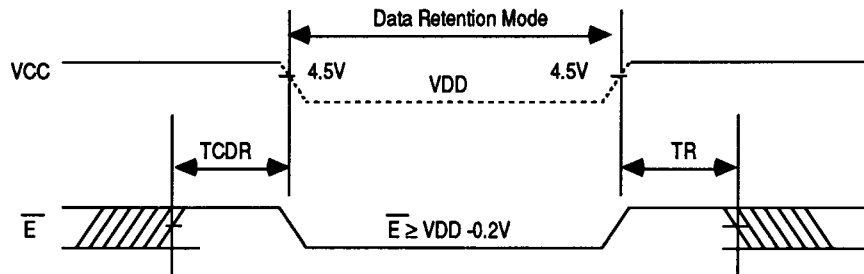 Data Retention Mode
VCC
4.5V
VDD
4.5V
TCDR
TR
E̅
E̅ ≥ VDD -0.2V